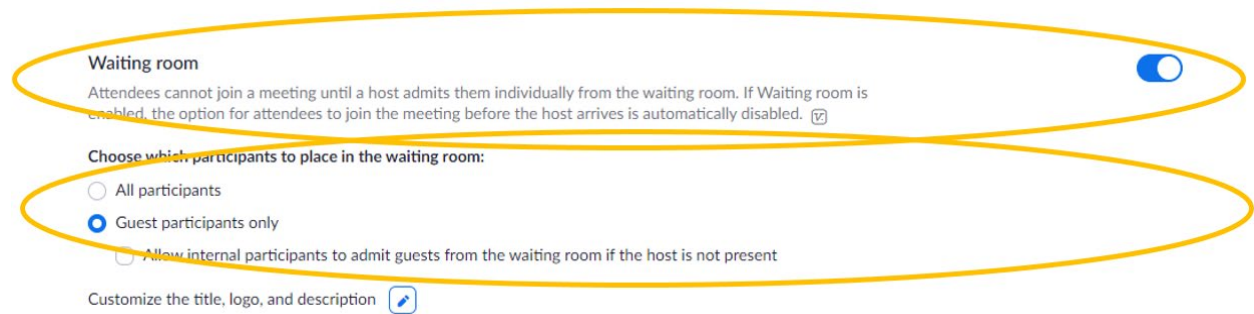 Waiting room
Attendees cannot join a meeting until a host admits them individually from the waiting room. If Waiting room is
enabled, the option for attendees to join the meeting before the host arrives is automatically disabled.
Choose which participants to place in the waiting room:
All participants
Guest participants only
Allow internal participants to admit guests from the waiting room if the host is not present
Customize the title, logo, and description